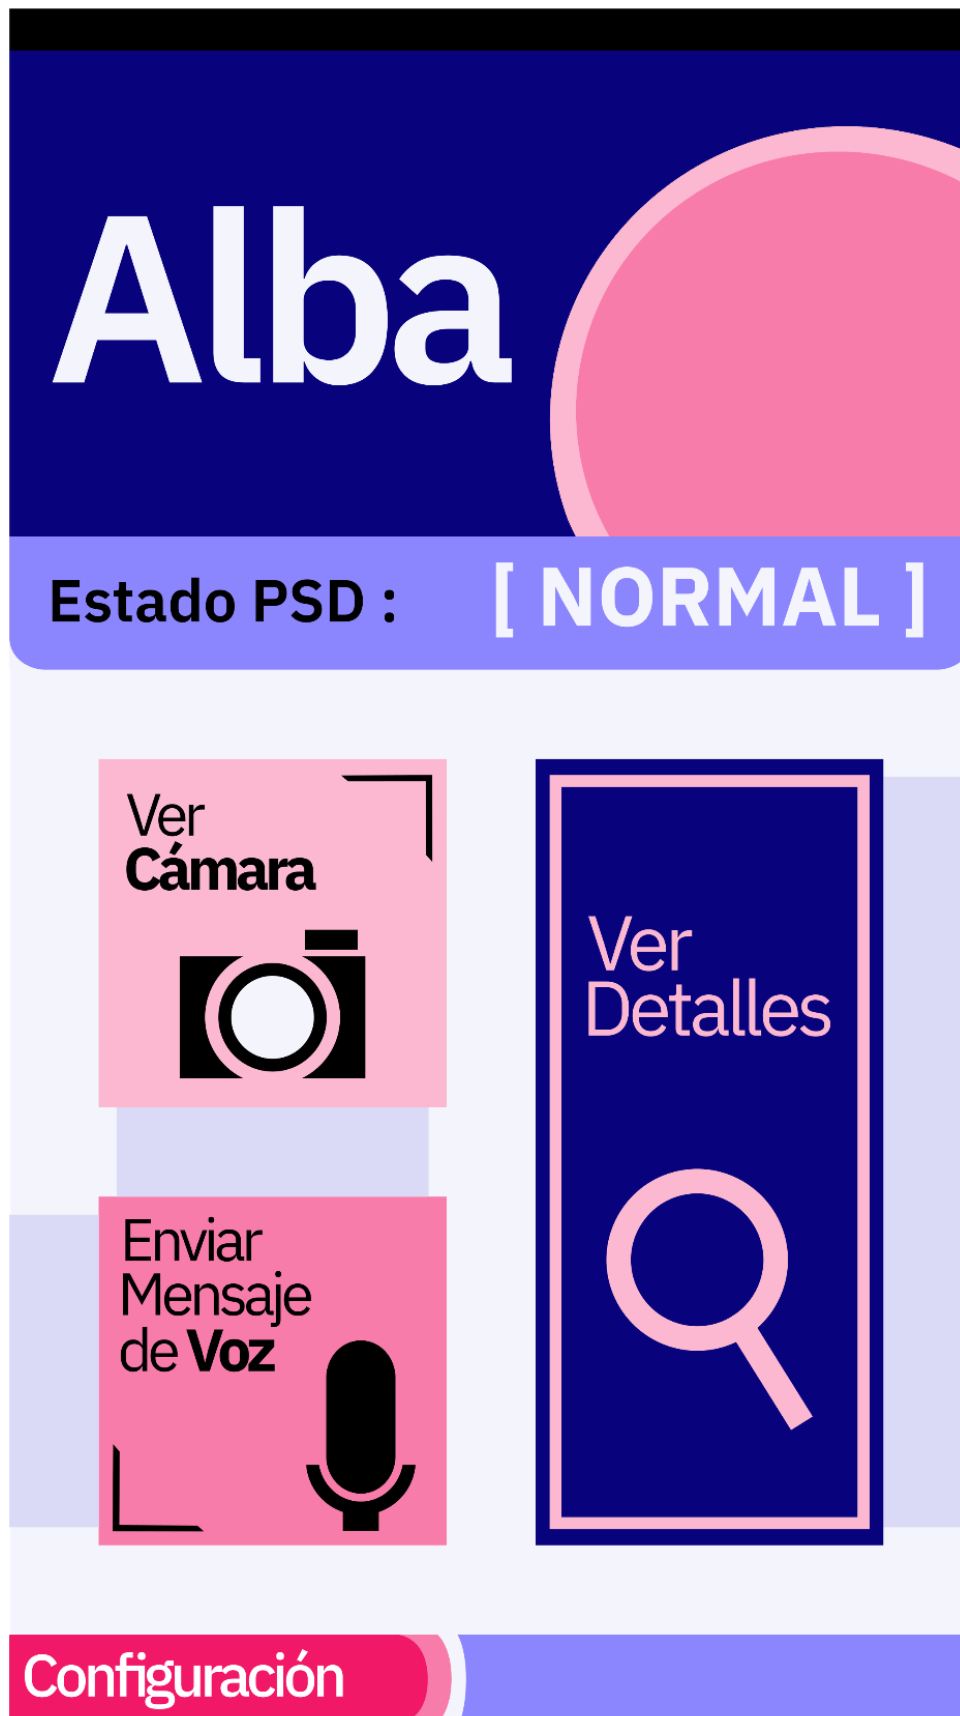 Alba
Estado PSD : [ NORMAL ]
Ver
Cámara
Ver
Detalles
Enviar
Mensaje
de Voz
Configuración